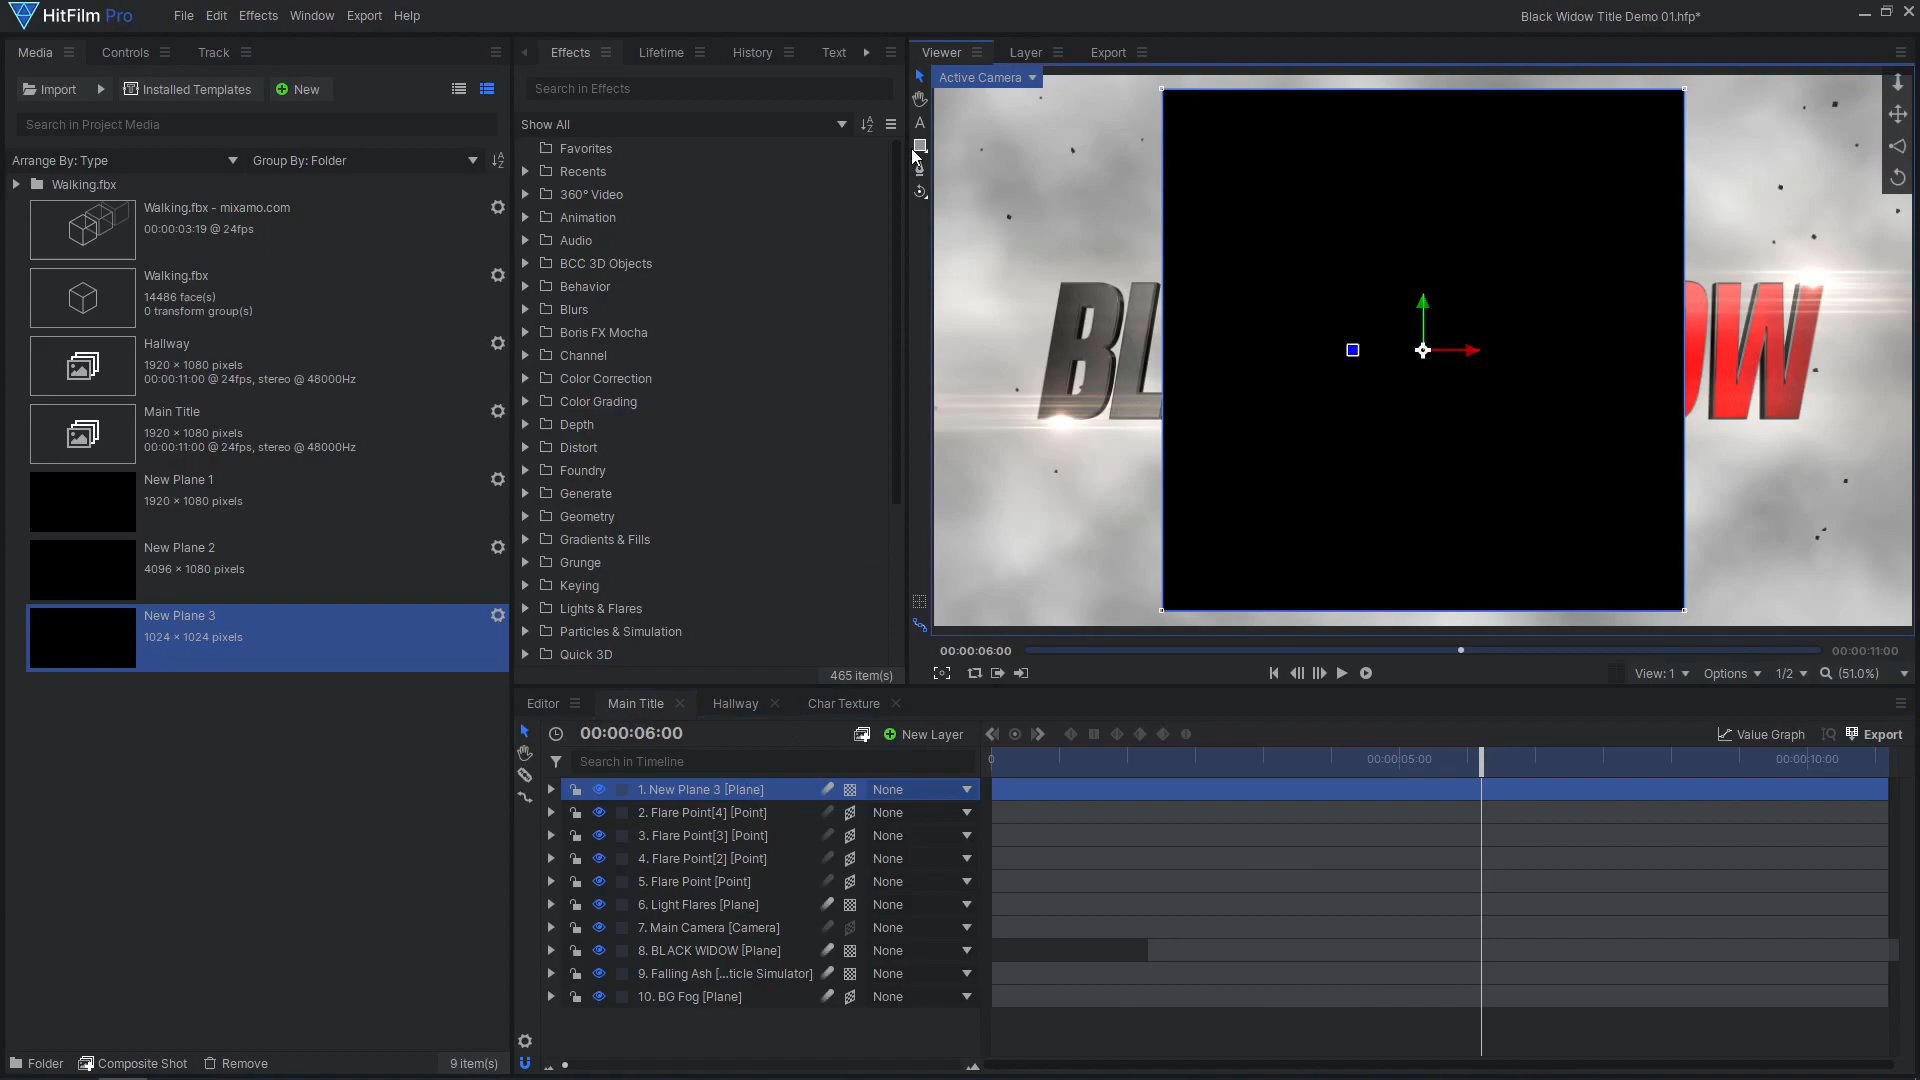 HitFilm Pro
File Edit Effects Window Export Help
Black Widow Title Demo 01.hfp*
Media Controls Track
Effects Lifetime History Text
Viewer Layer Export
Import Installed Templates New
Search in Effects
Active Camera
Search in Project Media
Show All
Arrange By: Type Group By: Folder
Walking.fbx
Walking.fbx - mixamo.com
00:00:03:19 @ 24fps
Walking.fbx
14486 face(s)
0 transform group(s)
Hallway
1920 × 1080 pixels
00:00:11:00 @ 24fps, stereo @ 48000Hz
Main Title
1920 × 1080 pixels
00:00:11:00 @ 24fps, stereo @ 48000Hz
New Plane 1
1920 × 1080 pixels
New Plane 2
4096 × 1080 pixels
New Plane 3
1024 × 1024 pixels
Folder Composite Shot Remove 9 item(s)
Favorites
Recents
360° Video
Animation
Audio
BCC 3D Objects
Behavior
Blurs
Boris FX Mocha
Channel
Color Correction
Color Grading
Depth
Distort
Foundry
Generate
Geometry
Gradients & Fills
Grunge
Keying
Lights & Flares
Particles & Simulation
Quick 3D
465 item(s)
A
BL OW
00:00:06:00 00:00:11:00
View: 1 Options 1/2 (51.0%)
Editor Main Title Hallway Char Texture
00:00:06:00 New Layer Value Graph Export
Search in Timeline
0 00:00:05:00 00:00:10:00
1. New Plane 3 [Plane] None
2. Flare Point[4] [Point] None
3. Flare Point[3] [Point] None
4. Flare Point[2] [Point] None
5. Flare Point [Point] None
6. Light Flares [Plane] None
7. Main Camera [Camera] None
8. BLACK WIDOW [Plane] None
9. Falling Ash [...ticle Simulator] None
10. BG Fog [Plane] None